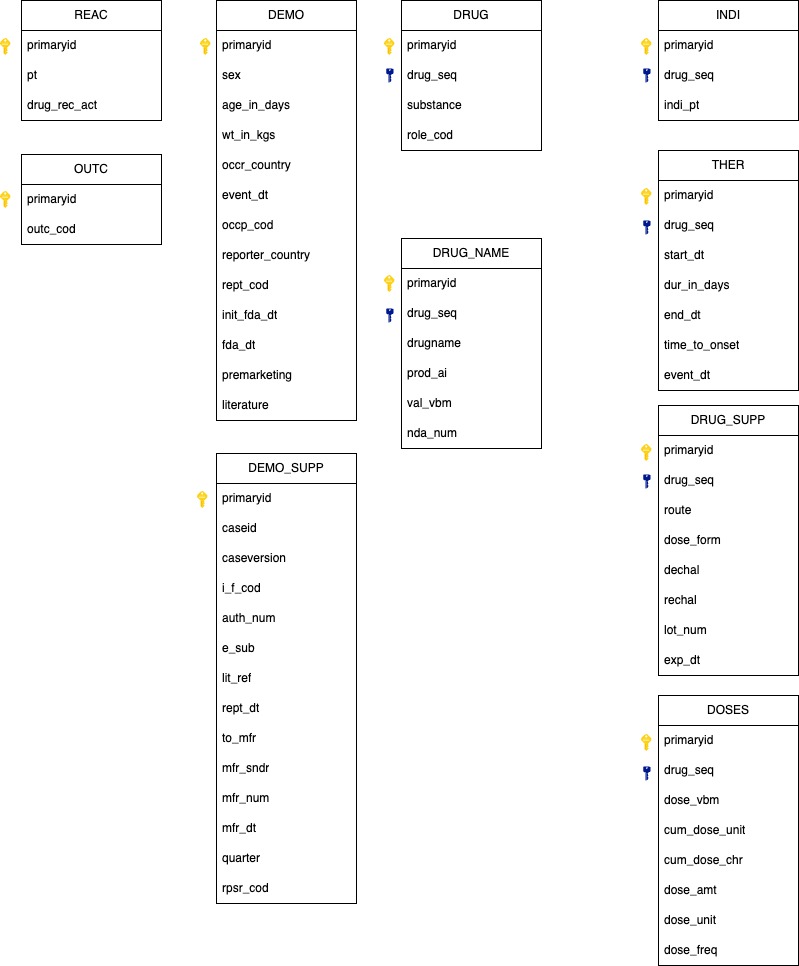 REAC
primaryid
pt
drug_rec_act
OUTC
primaryid
outc_cod
DEMO
primaryid
sex
age_in_days
wt_in_kgs
occr_country
event_dt
occp_cod
reporter_country
rept_cod
init_fda_dt
fda_dt
premarketing
literature
DEMO_SUPP
primaryid
caseid
caseversion
i_f_cod
auth_num
e_sub
lit_ref
rept_dt
to_mfr
mfr_sndr
mfr_num
mfr_dt
quarter
rpsr_cod
DRUG
primaryid
drug_seq
substance
role_cod
DRUG_NAME
primaryid
drug_seq
drugname
prod_ai
val_vbm
nda_num
INDI
primaryid
drug_seq
indi_pt
THER
primaryid
drug_seq
start_dt
dur_in_days
end_dt
time_to_onset
event_dt
DRUG_SUPP
primaryid
drug_seq
route
dose_form
dechal
rechal
lot_num
exp_dt
DOSES
primaryid
drug_seq
dose_vbm
cum_dose_unit
cum_dose_chr
dose_amt
dose_unit
dose_freq